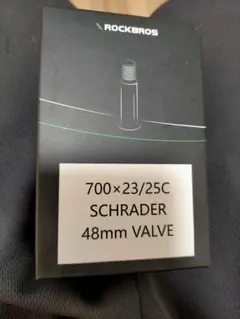 ROCKBROS
700×23/25C
SCHRADER
48mm VALVE